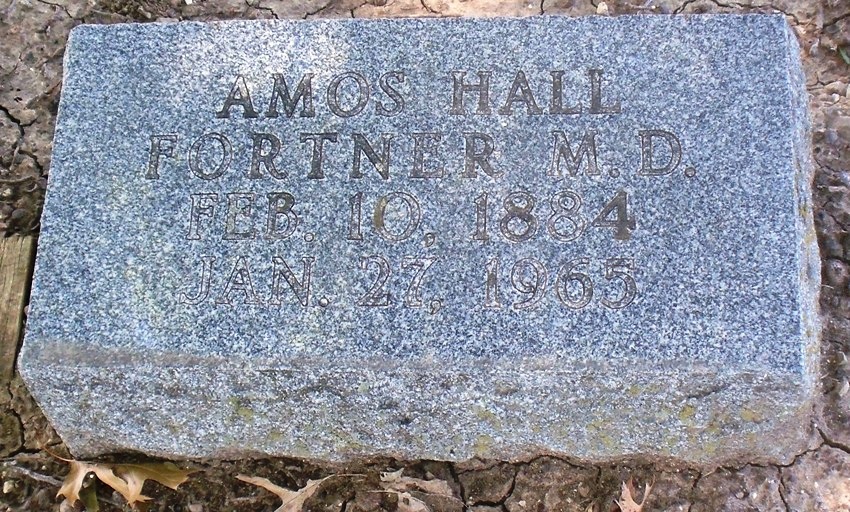 AMOS HALL
FORTNER M.D.
FEB. 10, 1884
JAN. 27, 1965